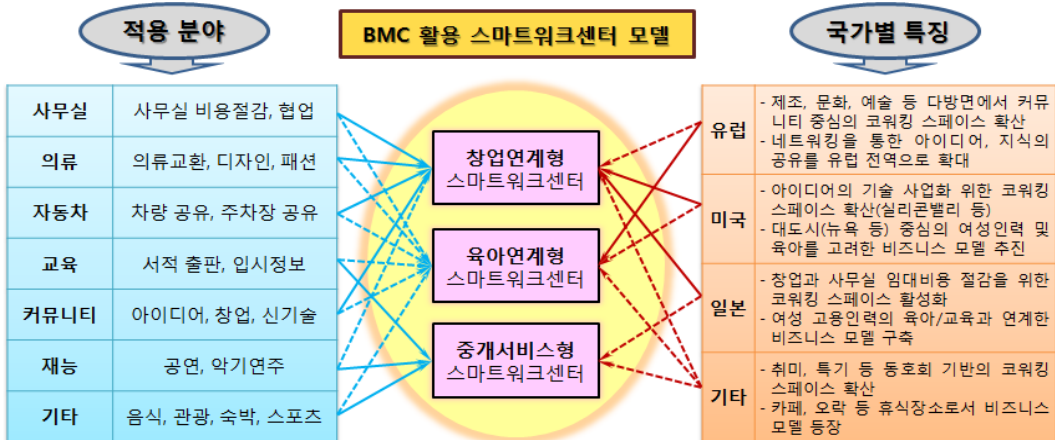 적용 분야
BMC 활용 스마트워크센터 모델
국가별 특징
사무실 사무실 비용절감, 협업
의류 의류교환, 디자인, 패션
자동차 차량 공유, 주차장 공유
교육 서적 출판, 입시정보
커뮤니티 아이디어, 창업, 신기술
재능 공연, 악기연주
기타 음식, 관광, 숙박, 스포츠
창업연계형
스마트워크센터
육아연계형
스마트워크센터
중개서비스형
스마트워크센터
유럽
- 제조, 문화, 예술 등 다방면에서 커뮤
니티 중심의 코워킹 스페이스 확산
- 네트워킹을 통한 아이디어, 지식의
공유를 유럽 전역으로 확대
미국
- 아이디어의 기술 사업화 위한 코워킹
스페이스 확산(실리콘밸리 등)
- 대도시(뉴욕 등) 중심의 여성인력 및
육아를 고려한 비즈니스 모델 추진
일본
- 창업과 사무실 임대비용 절감을 위한
코워킹 스페이스 활성화
- 여성 고용인력의 육아/교육과 연계한
비즈니스 모델 구축
기타
- 취미, 특기 등 동호회 기반의 코워킹
스페이스 확산
- 카페, 오락 등 휴식장소로서 비즈니스
모델 등장